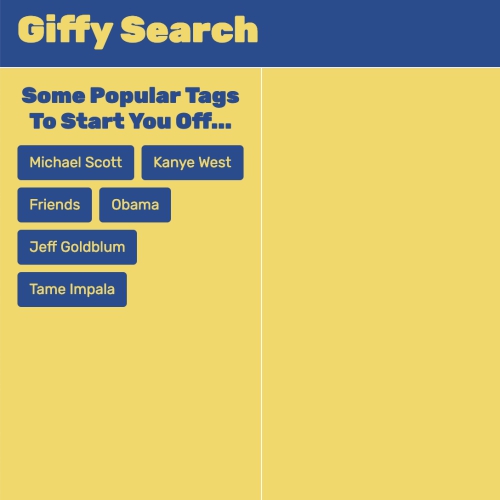 Giffy Search
Some Popular Tags
To Start You Off...
Michael Scott Kanye West
Friends Obama
Jeff Goldblum
Tame Impala